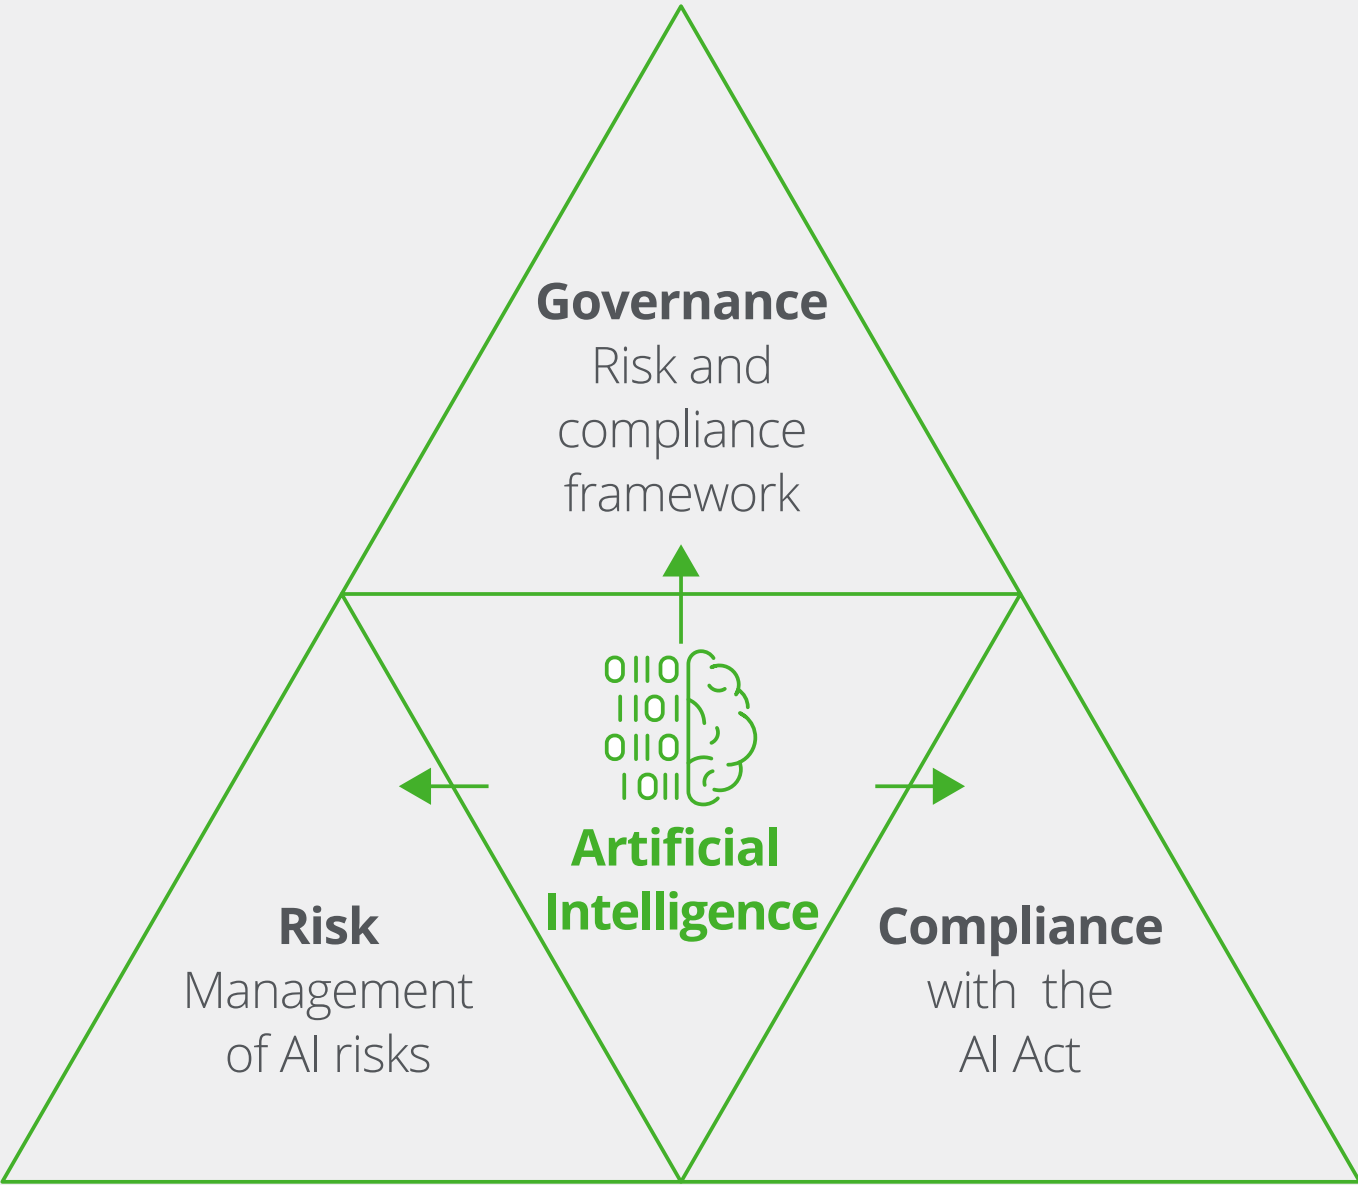 Governance
Risk and
compliance
framework
0110
1101
0110
1011
Artificial
Intelligence
Risk
Management
of AI risks
Compliance
with the
AI Act